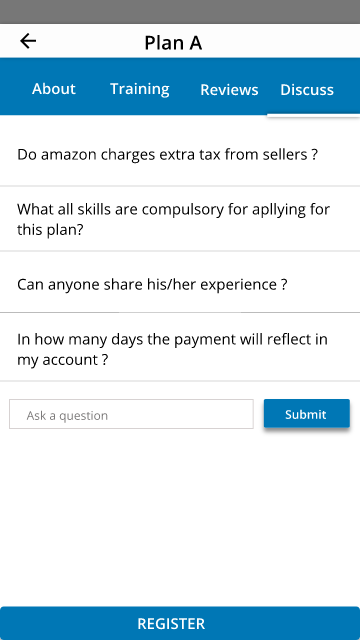 Plan A
About Training Reviews Discuss
Do amazon charges extra tax from sellers ?
What all skills are compulsory for apllying for
this plan?
Can anyone share his/her experience ?
In how many days the payment will reflect in
my account ?
Ask a question Submit
REGISTER